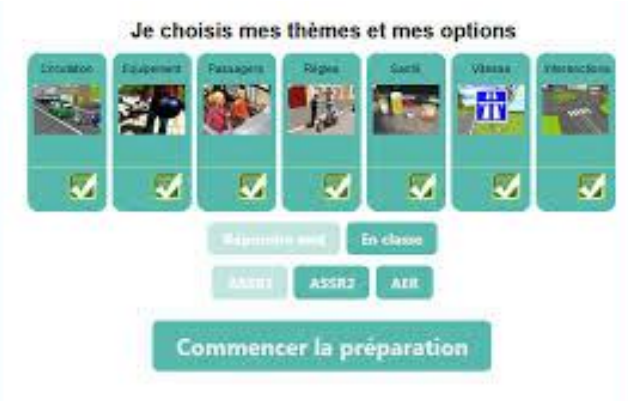 Je choisis mes thèmes et mes options
Circulation Equipement Passagers Règles Santé Vitesse Intersections
Répondre seul En classe
ASSR1 ASSR2 AER
Commencer la préparation